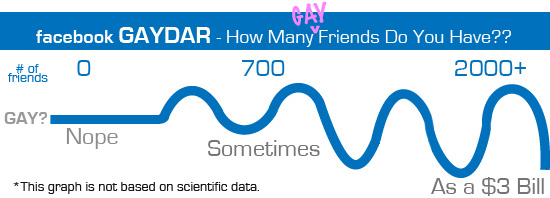 GAY
facebook GAYDAR - How Many Friends Do You Have??
# of
friends
0 700 2000+
GAY?
Nope
Sometimes
*This graph is not based on scientific data.
As a $3 Bill